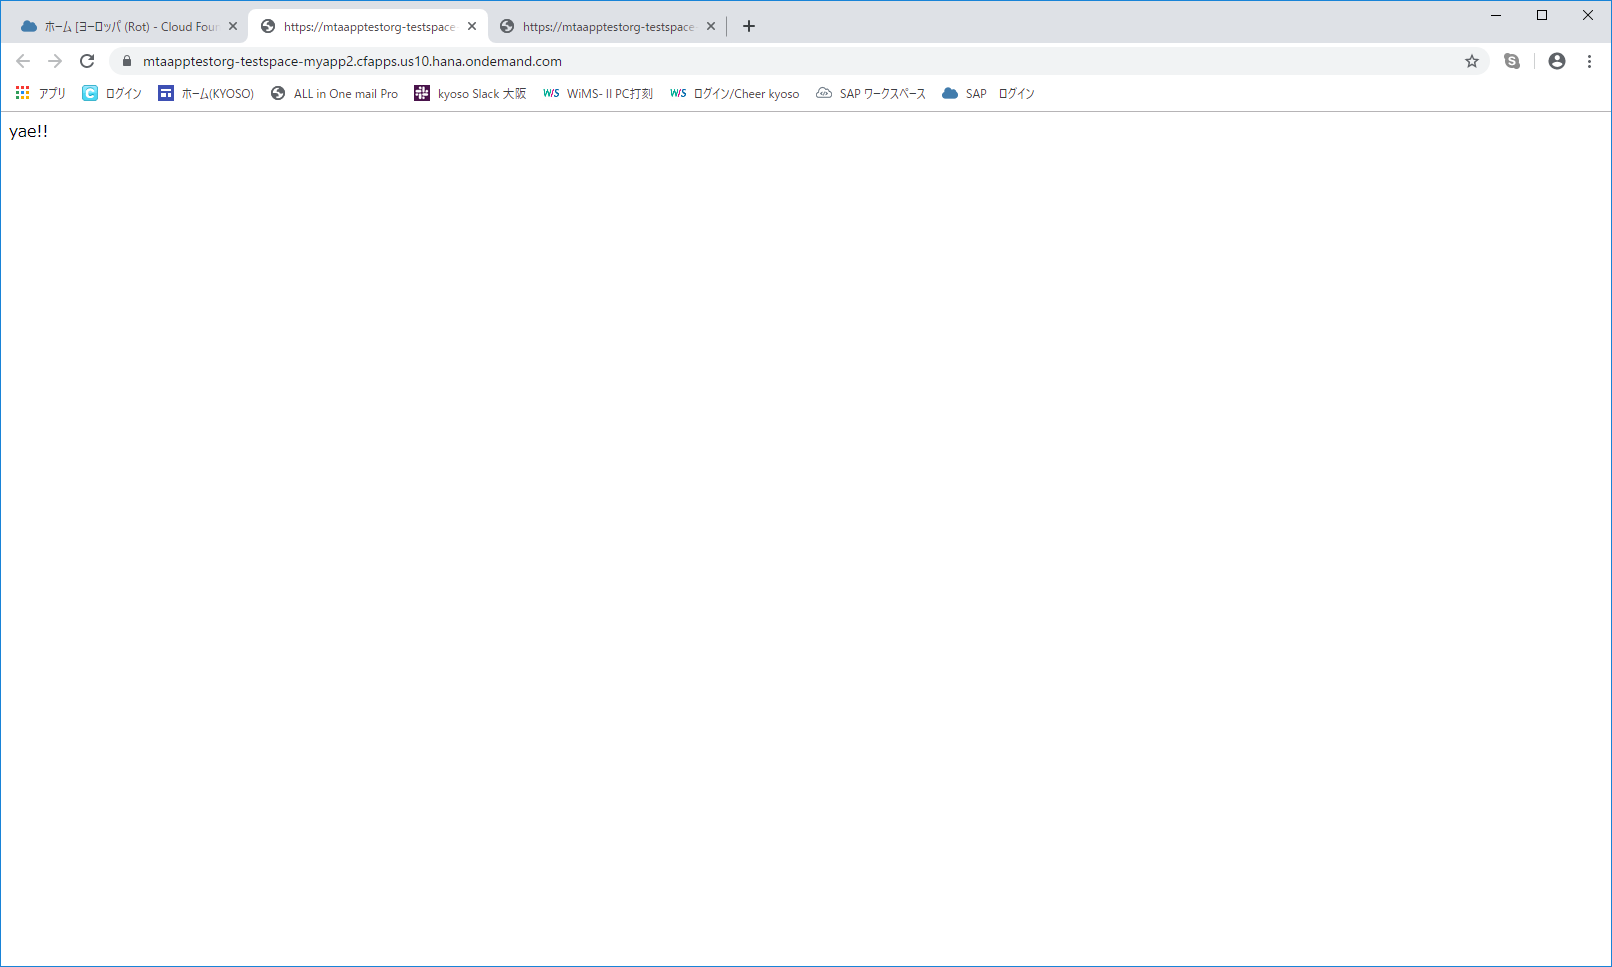 ホーム [ヨーロッパ (Rot) - Cloud Foun
https://mtaapptestorg-testspace-
https://mtaapptestorg-testspace-
mtaapptestorg-testspace-myapp2.cfapps.us10.hana.ondemand.com
アプリ ログイン ホーム(KYOSO) ALL in One mail Pro kyoso Slack 大阪 WiMS-ⅡPC打刻 ログイン/Cheer kyoso SAP ワークスペース SAP　ログイン
yae!!